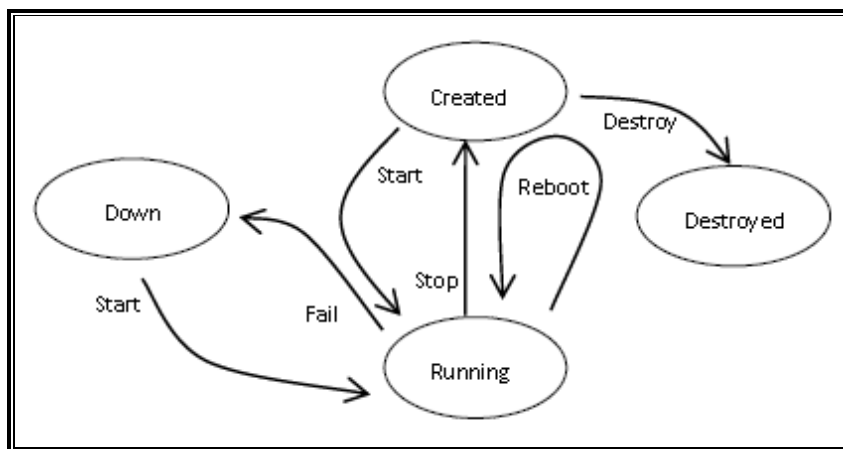 Created
Destroy
Start
Reboot
Down
Destroyed
Stop
Start
Fail
Running